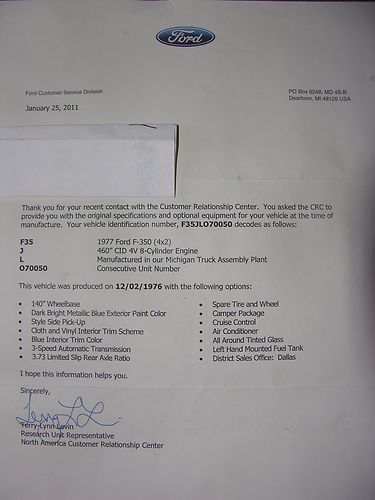 Ford
Ford Customer Service Division
PO Box 6248, MD 4S-B
Dearborn, MI 48126 USA
January 25, 2011
Thank you for your recent contact with the Customer Relationship Center. You asked the CRC to
provide you with the original specifications and optional equipment for your vehicle at the time of
manufacture. Your vehicle identification number, F35JLO70050 decodes as follows:
F35 1977 Ford F-350 (4x2)
J 460" CID 4V 8-Cylinder Engine
L Manufactured in our Michigan Truck Assembly Plant
O70050 Consecutive Unit Number
This vehicle was produced on 12/02/1976 with the following options:
• 140" Wheelbase
• Dark Bright Metallic Blue Exterior Paint Color
• Style Side Pick-Up
• Cloth and Vinyl Interior Trim Scheme
• Blue Interior Trim Color
• 3-Speed Automatic Transmission
• 3.73 Limited Slip Rear Axle Ratio
• Spare Tire and Wheel
• Camper Package
• Cruise Control
• Air Conditioner
• All Around Tinted Glass
• Left Hand Mounted Fuel Tank
• District Sales Office: Dallas
I hope this information helps you.
Sincerely,
Terry-Lynn Lovin
Research Unit Representative
North America Customer Relationship Center